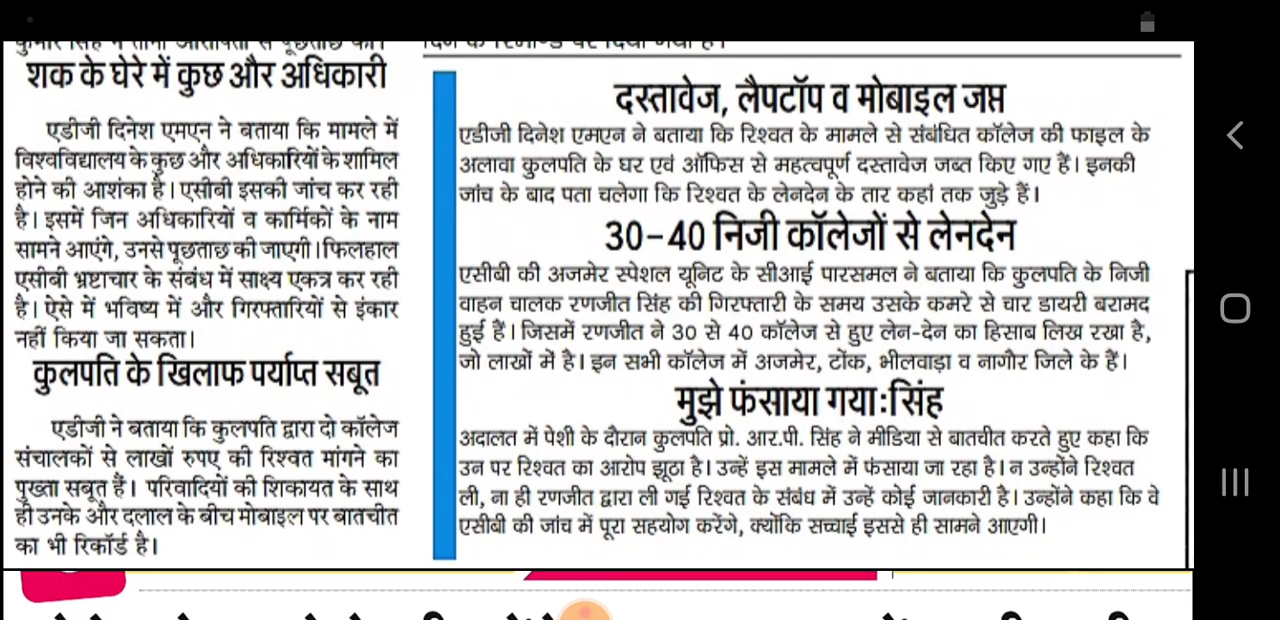 शक के घेरे में कुछ और अधिकारी
एडीजी दिनेश एमएन ने बताया कि मामले में
विश्वविद्यालय के कुछ और अधिकारियों के शामिल
होने की आशंका है। एसीबी इसकी जांच कर रही
है। इसमें जिन अधिकारियों व कार्मिकों के नाम
सामने आएंगे, उनसे पूछताछ की जाएगी। फिलहाल
एसीबी भ्रष्टाचार के संबंध में साक्ष्य एकत्र कर रही
है। ऐसे में भविष्य में और गिरफ्तारियों से इंकार
नहीं किया जा सकता।
कुलपति के खिलाफ पर्याप्त सबूत
एडीजी ने बताया कि कुलपति द्वारा दो कॉलेज
संचालकों से लाखों रुपए की रिश्वत मांगने का
पुख्ता सबूत हैं। परिवादियों की शिकायत के साथ
ही उनके और दलाल के बीच मोबाइल पर बातचीत
का भी रिकॉर्ड है।
दस्तावेज, लैपटॉप व मोबाइल जप्त
एडीजी दिनेश एमएन ने बताया कि रिश्वत के मामले से संबंधित कॉलेज की फाइल के
अलावा कुलपति के घर एवं ऑफिस से महत्वपूर्ण दस्तावेज जब्त किए गए हैं। इनकी
जांच के बाद पता चलेगा कि रिश्वत के लेनदेन के तार कहां तक जुड़े हैं।
30-40 निजी कॉलेजों से लेनदेन
एसीबी की अजमेर स्पेशल यूनिट के सीआई पारसमल ने बताया कि कुलपति के निजी
वाहन चालक रणजीत सिंह की गिरफ्तारी के समय उसके कमरे से चार डायरी बरामद
हुई हैं। जिसमें रणजीत ने 30 से 40 कॉलेज से हुए लेन-देन का हिसाब लिख रखा है,
जो लाखों में है। इन सभी कॉलेज में अजमेर, टोंक, भीलवाड़ा व नागौर जिले के हैं।
मुझे फंसाया गया:सिंह
अदालत में पेशी के दौरान कुलपति प्रो. आर.पी. सिंह ने मीडिया से बातचीत करते हुए कहा कि
उन पर रिश्वत का आरोप झूठा है। उन्हें इस मामले में फंसाया जा रहा है। न उन्होंने रिश्वत
ली, ना ही रणजीत द्वारा ली गई रिश्वत के संबंध में उन्हें कोई जानकारी है। उन्होंने कहा कि वे
एसीबी की जांच में पूरा सहयोग करेंगे, क्योंकि सच्चाई इससे ही सामने आएगी।